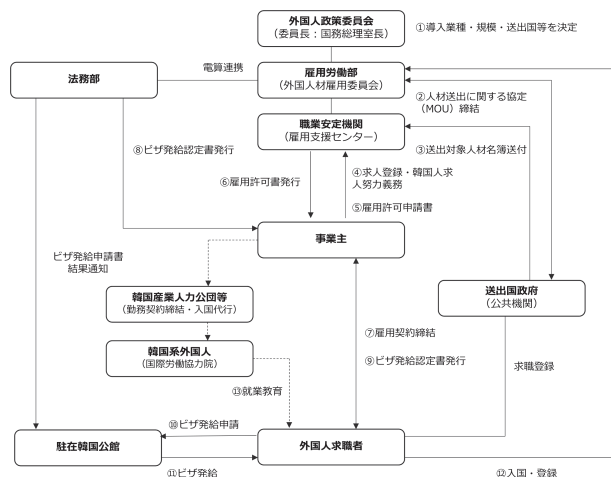 外国人政策委員会
（委員長：国務総理室長）
①導入業種・規模・送出国等を決定
電算連携
法務部
雇用労働部
（外国人材雇用委員会）
②人材送出に関する協定
（MOU）締結
職業安定機関
（雇用支援センター）
③送出対象人材名簿送付
⑧ビザ発給認定書発行
④求人登録・韓国人求
人努力義務
⑥雇用許可書発行
⑤雇用許可申請書
事業主
ビザ発給申請書
結果通知
韓国産業人力公団等
（勤務契約締結・入国代行）
送出国政府
（公共機関）
⑦雇用契約締結
韓国系外国人
（国際労働協力院）
⑨ビザ発給認定書発行
求職登録
⑬就業教育
⑩ビザ発給申請
駐在韓国公館
外国人求職者
⑪ビザ発給
⑫入国・登録